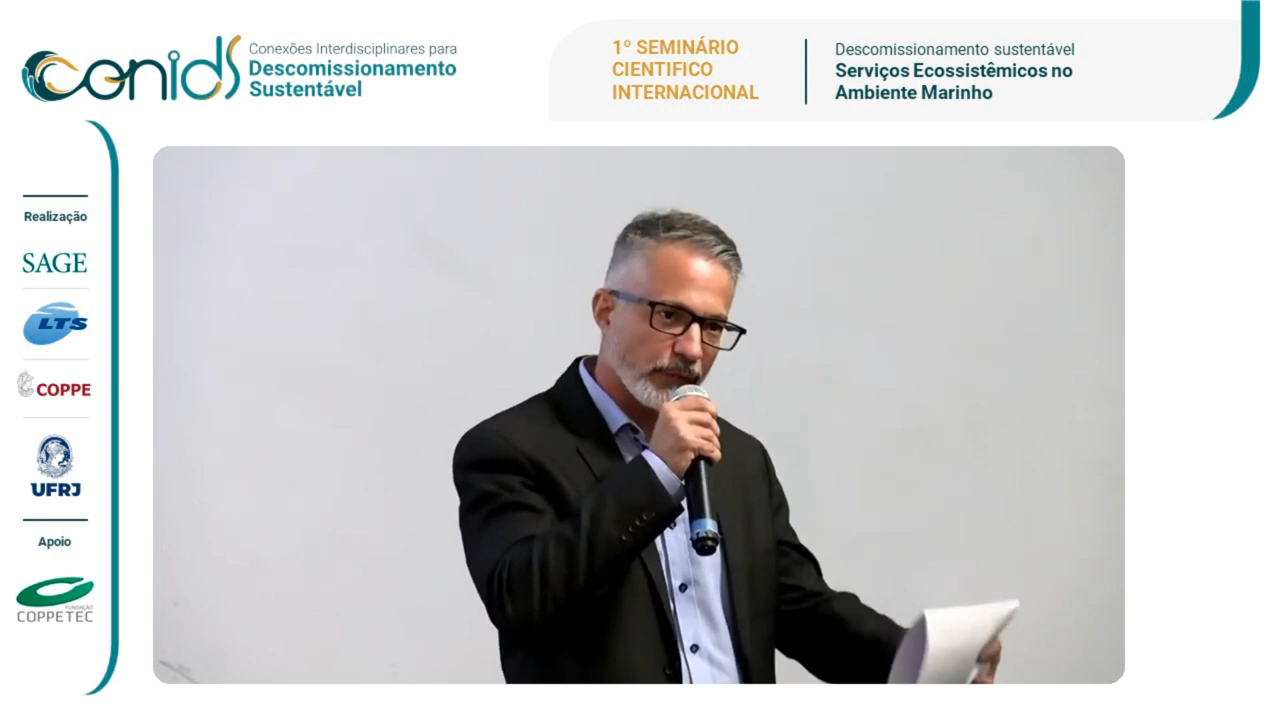 conids
Conexões Interdisciplinares para
Descomissionamento
Sustentável
1º SEMINÁRIO
CIENTIFICO
INTERNACIONAL
Descomissionamento sustentável
Serviços Ecossistêmicos no
Ambiente Marinho
Realização
SAGE
LTS
COPPE
UFRJ
Apoio
FUNDAÇÃO
COPPETEC